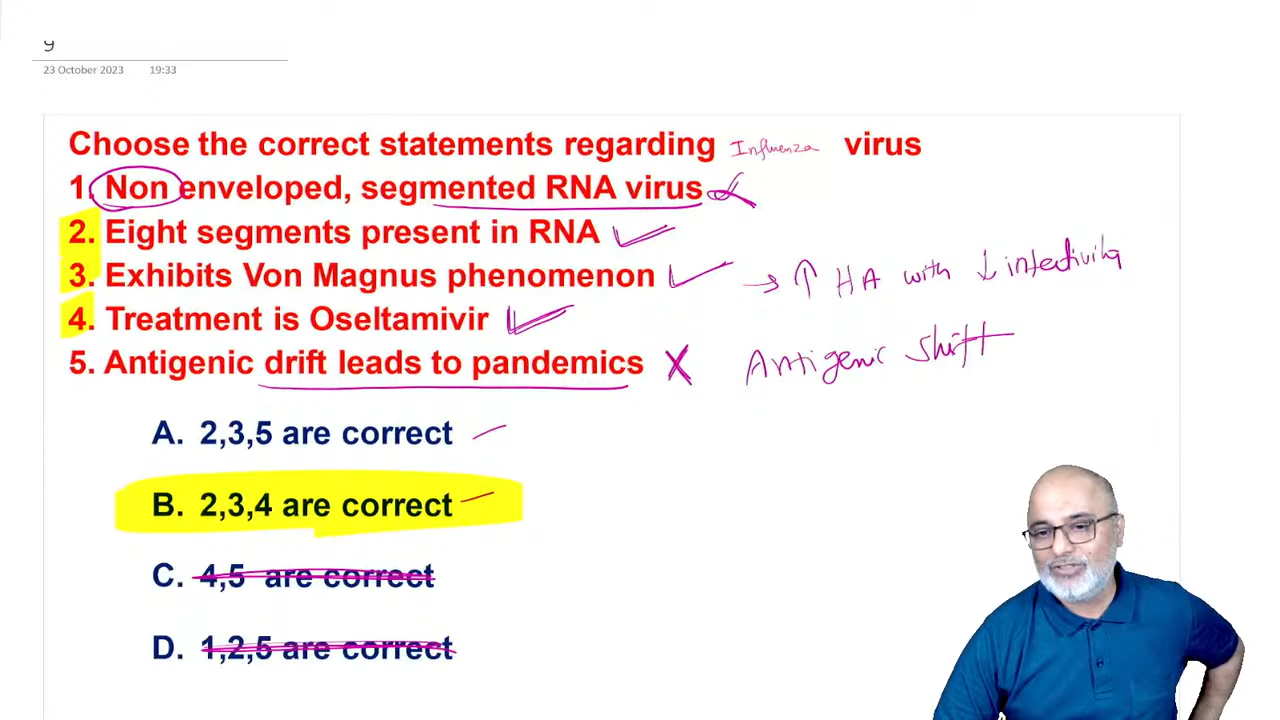 g
23 October 2023 19:33
Choose the correct statements regarding Influenza virus
1. Non enveloped, segmented RNA virus
2. Eight segments present in RNA
3. Exhibits Von Magnus phenomenon → ↑ HA with ↓ infectivity
4. Treatment is Oseltamivir
5. Antigenic drift leads to pandemics X Antigenic shift
A. 2,3,5 are correct
B. 2,3,4 are correct
C. 4,5 are correct
D. 1,2,5 are correct